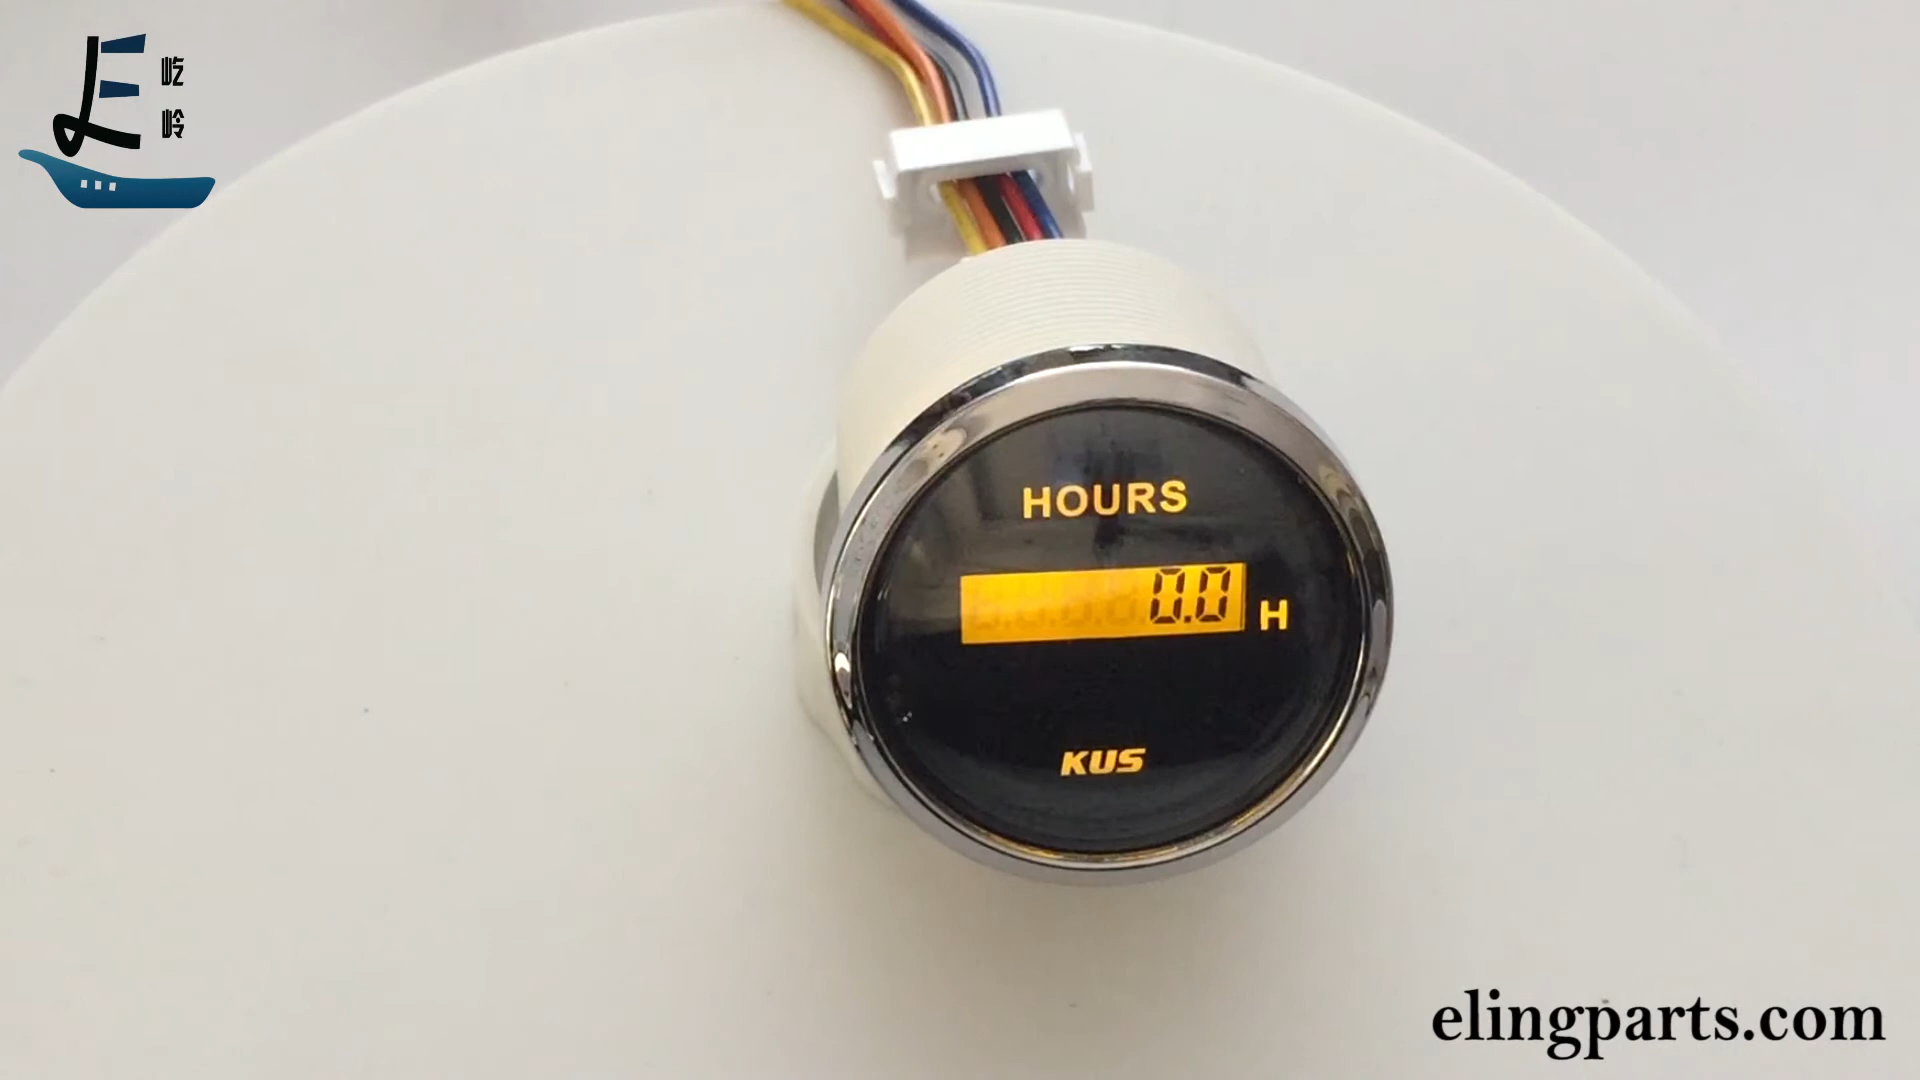 屹
岭
HOURS
0.0 H
KUS
elingparts.com